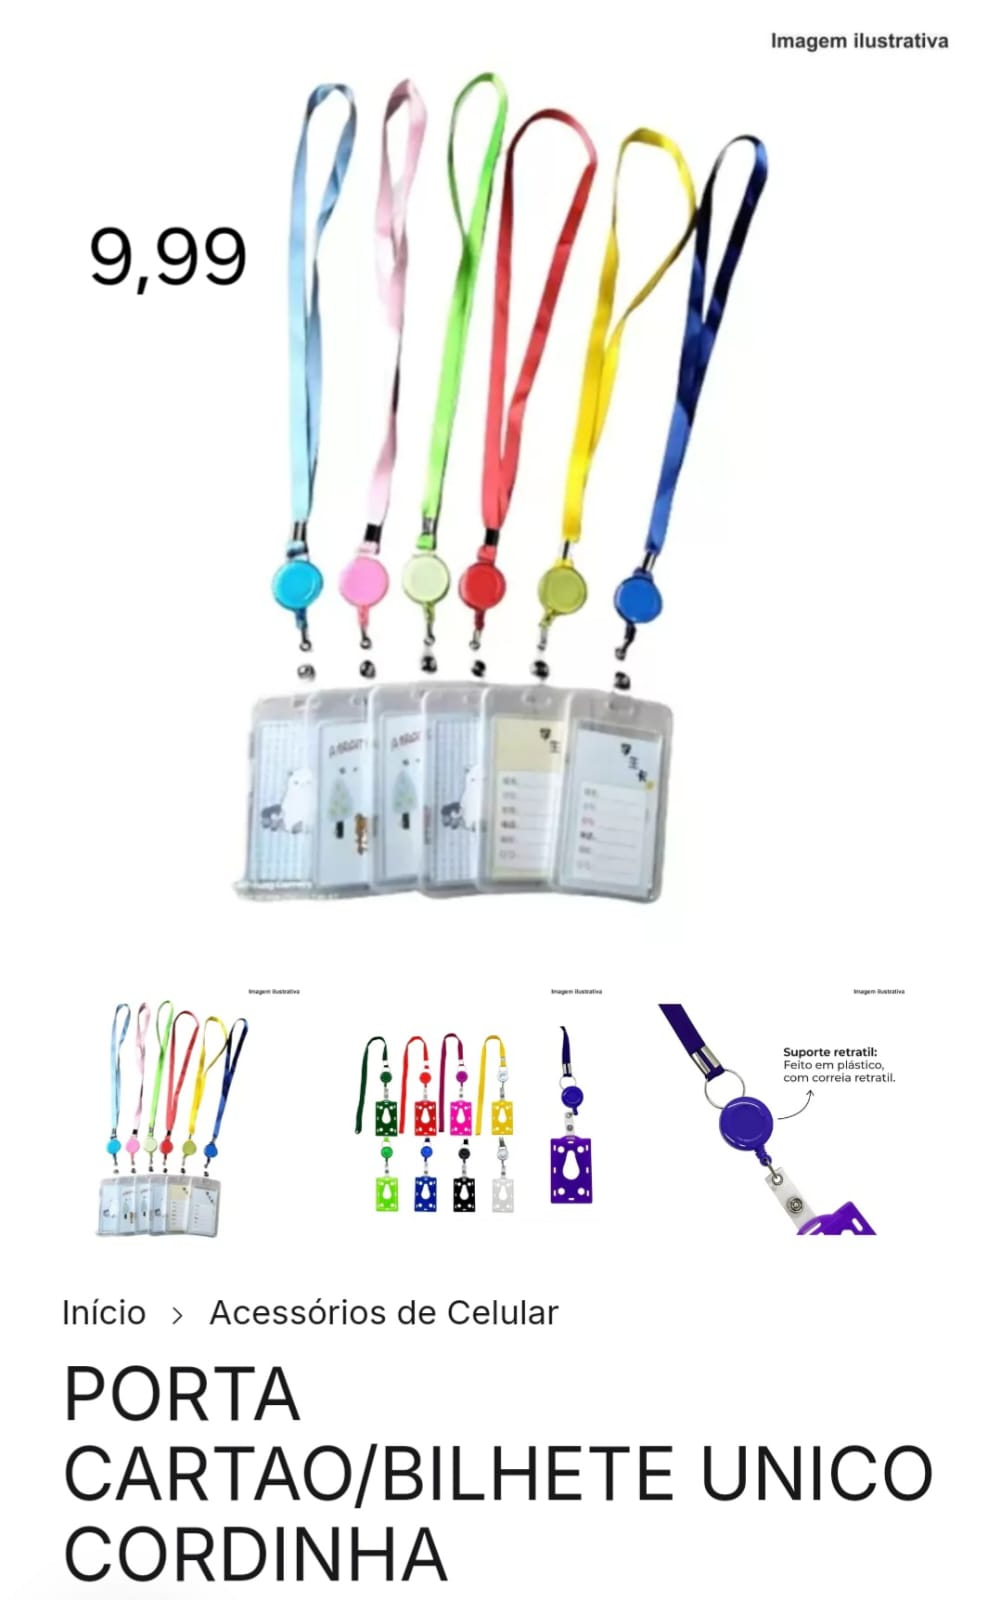 Imagem ilustrativa
9,99
Imagem ilustrativa
Imagem ilustrativa
Imagem ilustrativa
Suporte retratil:
Feito em plástico,
com correia retratil.
Início > Acessórios de Celular
PORTA
CARTAO/BILHETE UNICO
CORDINHA